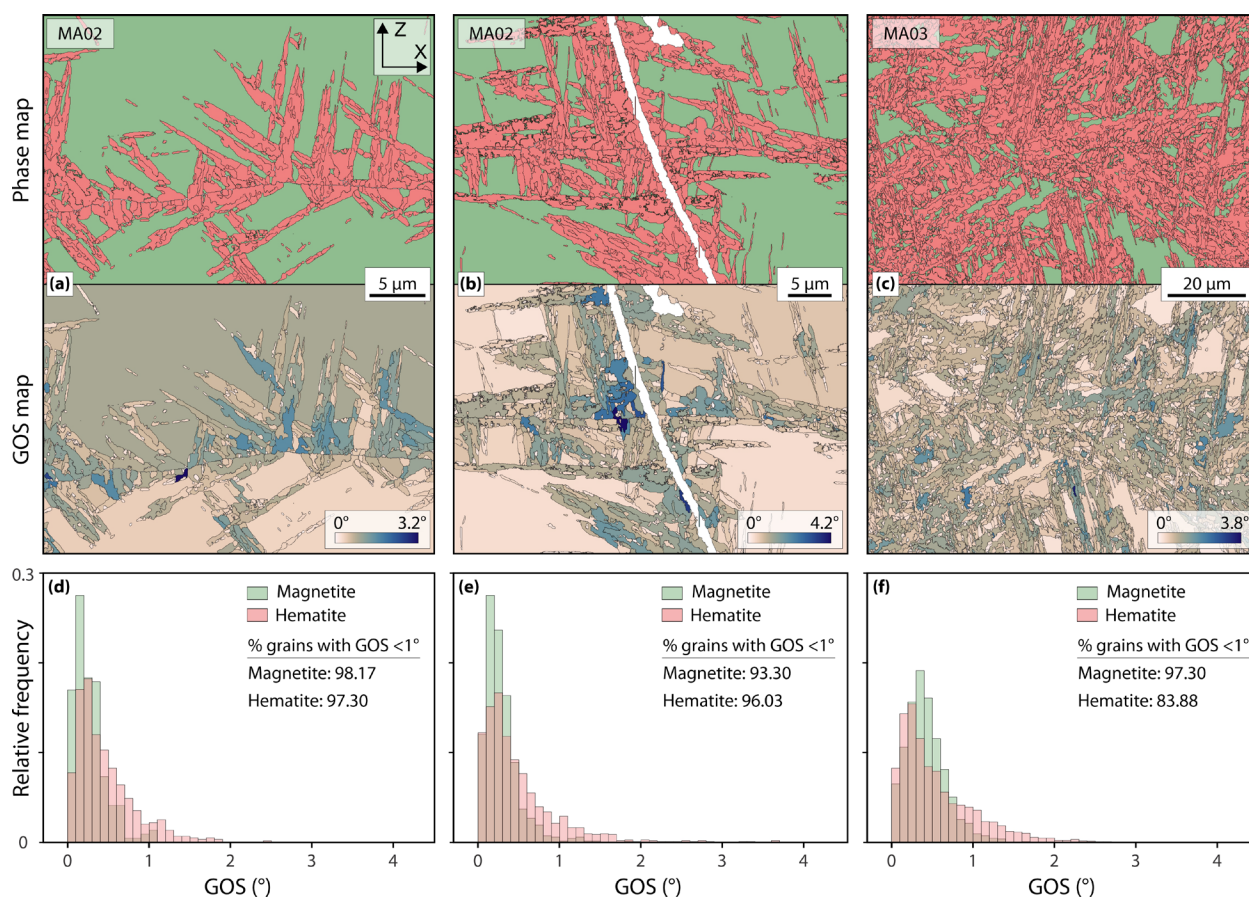 MA02
Z
X
MA02
MA03
Phase map
(a)
5 µm
(b)
5 µm
(c)
20 µm
GOS map
0° 3.2°
0° 4.2°
0° 3.8°
0.3
Relative frequency
0
(d)
Magnetite
Hematite
% grains with GOS <1°
Magnetite: 98.17
Hematite: 97.30
0 1 2 3 4
GOS (°)
(e)
Magnetite
Hematite
% grains with GOS <1°
Magnetite: 93.30
Hematite: 96.03
0 1 2 3 4
GOS (°)
(f)
Magnetite
Hematite
% grains with GOS <1°
Magnetite: 97.30
Hematite: 83.88
0 1 2 3 4
GOS (°)